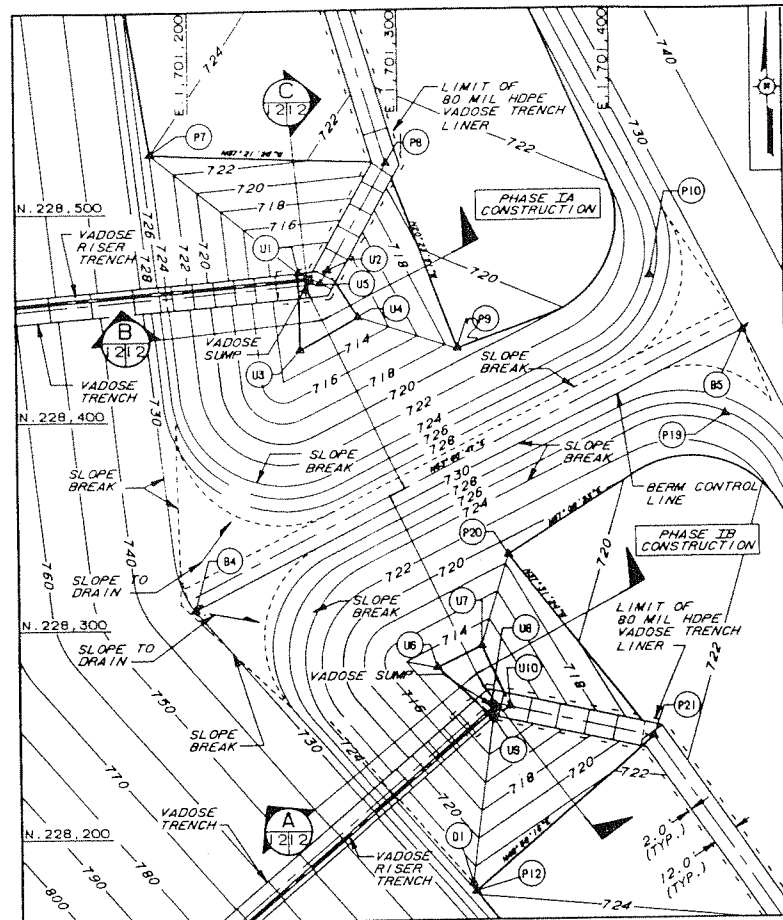 E.1,701,200
E.1,701,300
E.1,701,400
724
722
740
730
C
12 12
LIMIT OF
80 MIL HDPE
VADOSE TRENCH
LINER
P7
P8
P10
722
720
718
716
718
720
PHASE IA
CONSTRUCTION
N.228,500
VADOSE
RISER
TRENCH
726
728
724
722
720
U1
U2
U5
U4
U3
P9
B
12 12
VADOSE
SUMP
VADOSE
TRENCH
714
716
718
720
722
724
726
728
730
728
726
724
SLOPE
BREAK
B5
P19
N.228,400
730
SLOPE
BREAK
SLOPE
BREAK
SLOPE
BREAK
BERM CONTROL
LINE
P20
PHASE IB
CONSTRUCTION
740
760
SLOPE TO
DRAIN
B4
722
720
720
SLOPE
BREAK
U7
U8
714
U6
U10
U9
LIMIT OF
80 MIL HDPE
VADOSE TRENCH
LINER
N.228,300
SLOPE TO
DRAIN
VADOSE SUMP
716
718
722
P21
750
SLOPE
BREAK
730
724
718
720
722
770
720
A
12 12
N.228,200
VADOSE
TRENCH
D1
VADOSE
RISER
TRENCH
P12
2.0
(TYP.)
12.0
(TYP.)
780
790
800
724